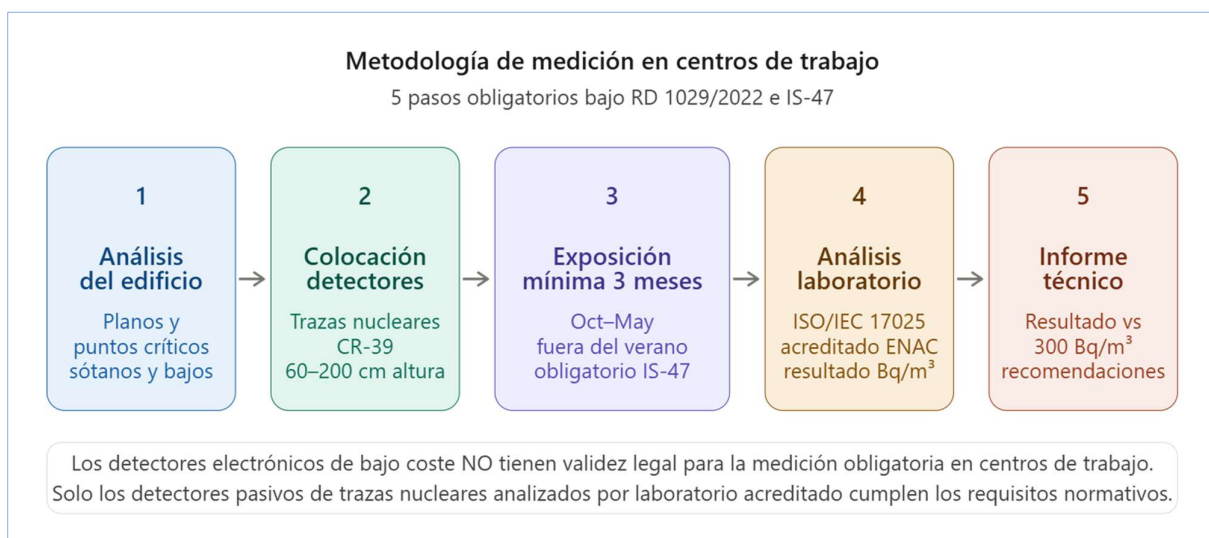 Metodología de medición en centros de trabajo
5 pasos obligatorios bajo RD 1029/2022 e IS-47
1
Análisis
del edificio
Planos y
puntos críticos
sótanos y bajos
2
Colocación
detectores
Trazas nucleares
CR-39
60–200 cm altura
3
Exposición
mínima 3 meses
Oct–May
fuera del verano
obligatorio IS-47
4
Análisis
laboratorio
ISO/IEC 17025
acreditado ENAC
resultado Bq/m³
5
Informe
técnico
Resultado vs
300 Bq/m³
recomendaciones
Los detectores electrónicos de bajo coste NO tienen validez legal para la medición obligatoria en centros de trabajo.
Solo los detectores pasivos de trazas nucleares analizados por laboratorio acreditado cumplen los requisitos normativos.